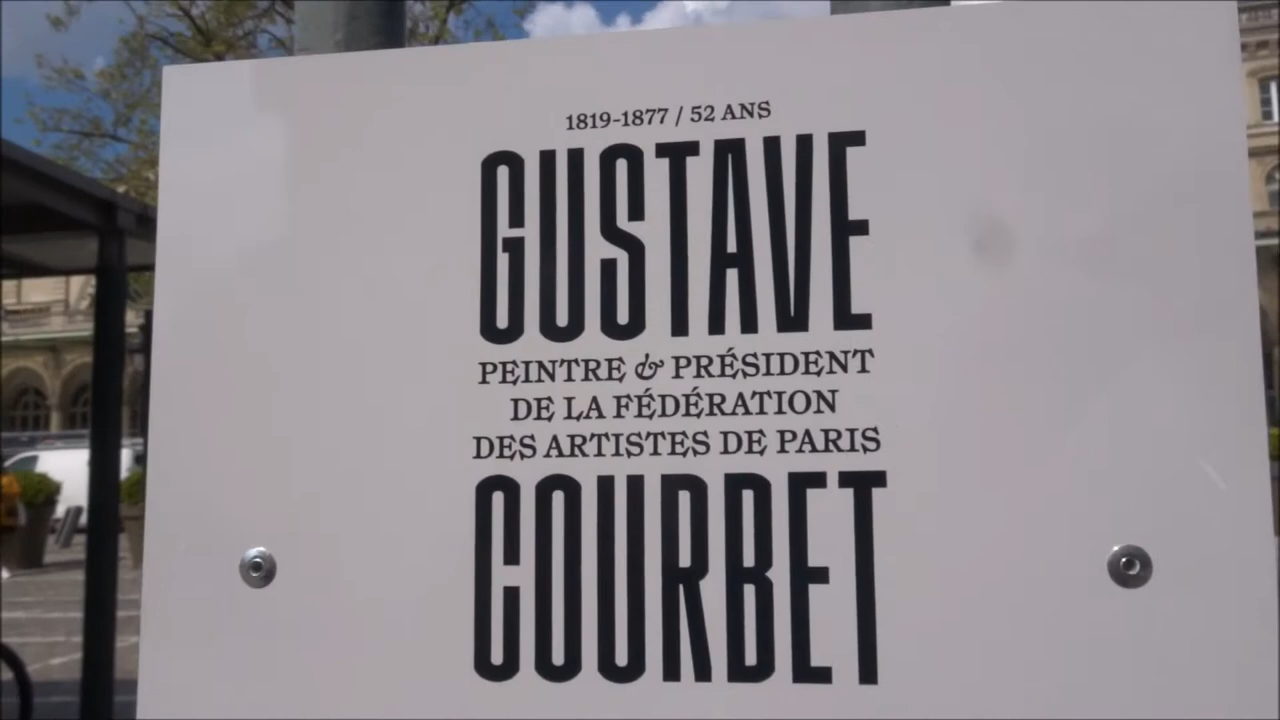 1819-1877 / 52 ANS
GUSTAVE
PEINTRE & PRÉSIDENT
DE LA FÉDÉRATION
DES ARTISTES DE PARIS
COURBET